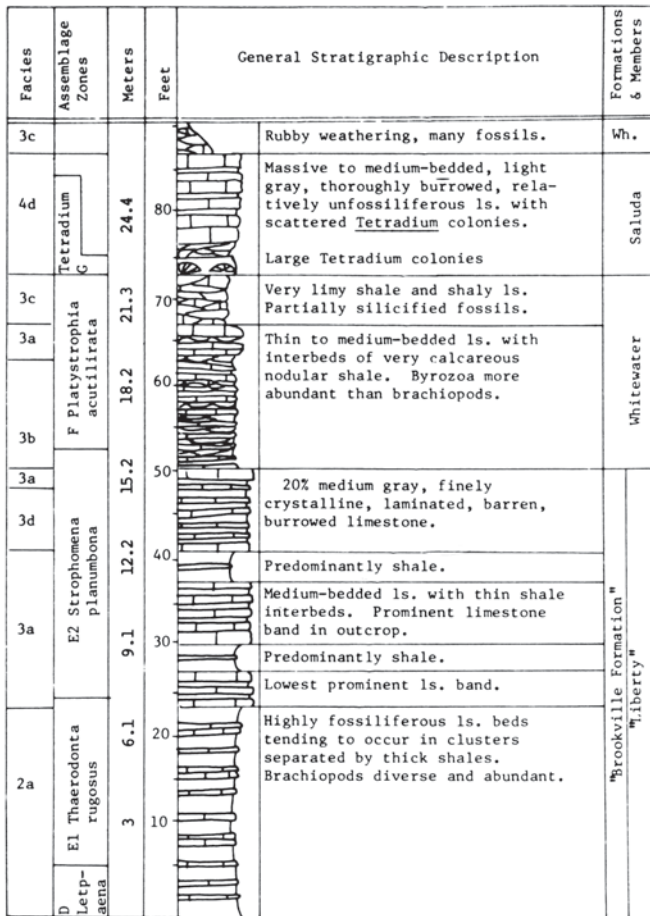 Facies
Assemblage
Zones
Meters
Feet
General Stratigraphic Description
Formations
& Members
3c
Rubby weathering, many fossils.
Wh.
4d
Tetradium
G
24.4
80
Massive to medium-bedded, light
gray, thoroughly burrowed, rela-
tively unfossiliferous ls. with
scattered Tetradium colonies.
Large Tetradium colonies
Saluda
3c
21.3
70
Very limy shale and shaly ls.
Partially silicified fossils.
3a
F Platystrophia
acutilirata
18.2
60
Thin to medium-bedded ls. with
interbeds of very calcareous
nodular shale. Byrozoa more
abundant than brachiopods.
Whitewater
3b
3a
15.2
50
20% medium gray, finely
crystalline, laminated, barren,
burrowed limestone.
3d
E2 Strophomena
planumbona
12.2
40
Predominantly shale.
3a
Medium-bedded ls. with thin shale
interbeds. Prominent limestone
band in outcrop.
9.1
30
Predominantly shale.
Lowest prominent ls. band.
"Brookville Formation"
"Liberty"
2a
E1 Thaerodonta
rugosus
6.1
20
Highly fossiliferous ls. beds
tending to occur in clusters
separated by thick shales.
Brachiopods diverse and abundant.
3
10
D
Letp-
aena